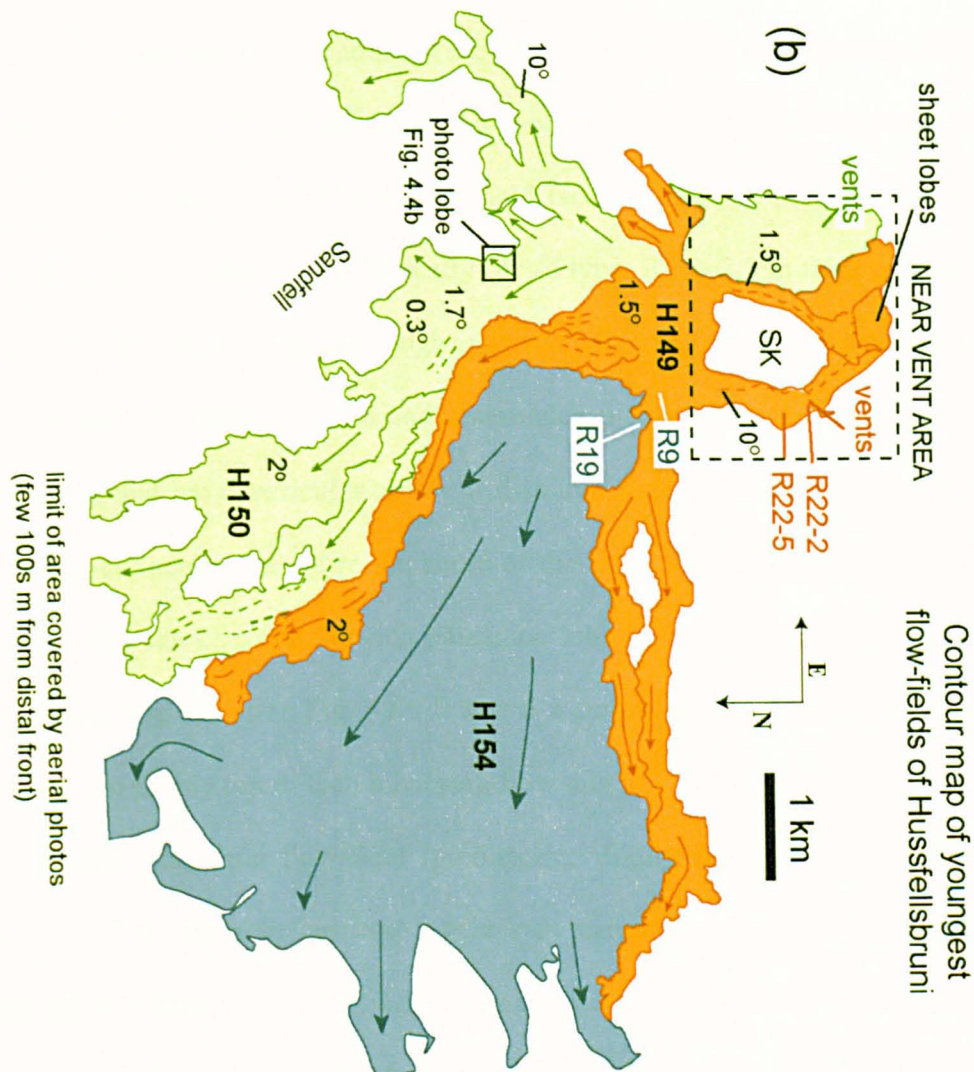 Contour map of youngest
flow-fields of Hussfellsbruni
(b)
sheet lobes
NEAR VENT AREA
vents
vents
1.5°
SK
10°
R22-2
R22-5
E
N
1 km
10°
photo lobe
Fig. 4.4b
Sandfell
1.7°
0.3°
1.5°
H149
R9
R19
2°
H150
2°
H154
limit of area covered by aerial photos
(few 100s m from distal front)